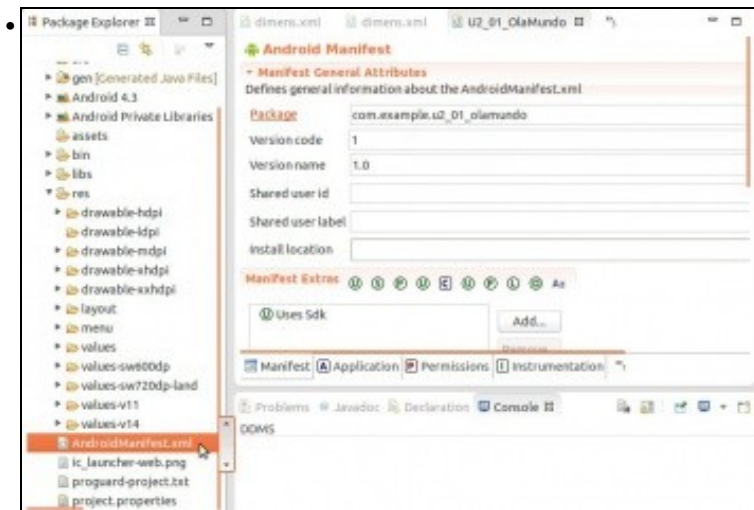 Package Explorer
gen [Generated Java Files]
Android 4.3
Android Private Libraries
assets
bin
libs
res
drawable-hdpi
drawable-ldpi
drawable-mdpi
drawable-xhdpi
drawable-xxhdpi
layout
menu
values
values-sw600dp
values-sw720dp-land
values-v11
values-v14
AndroidManifest.xml
ic_launcher-web.png
proguard-project.txt
project.properties
dimens.xml dimens.xml U2_01_OlaMundo
Android Manifest
Manifest General Attributes
Defines general information about the AndroidManifest.xml
Package com.example.u2_01_olamundo
Version code 1
Version name 1.0
Shared user id
Shared user label
Install location
Manifest Extras U S P U C U P L Az
U Uses Sdk
Add...
Manifest A Application P Permissions I Instrumentation
Problems Javadoc Declaration Console
DDMS